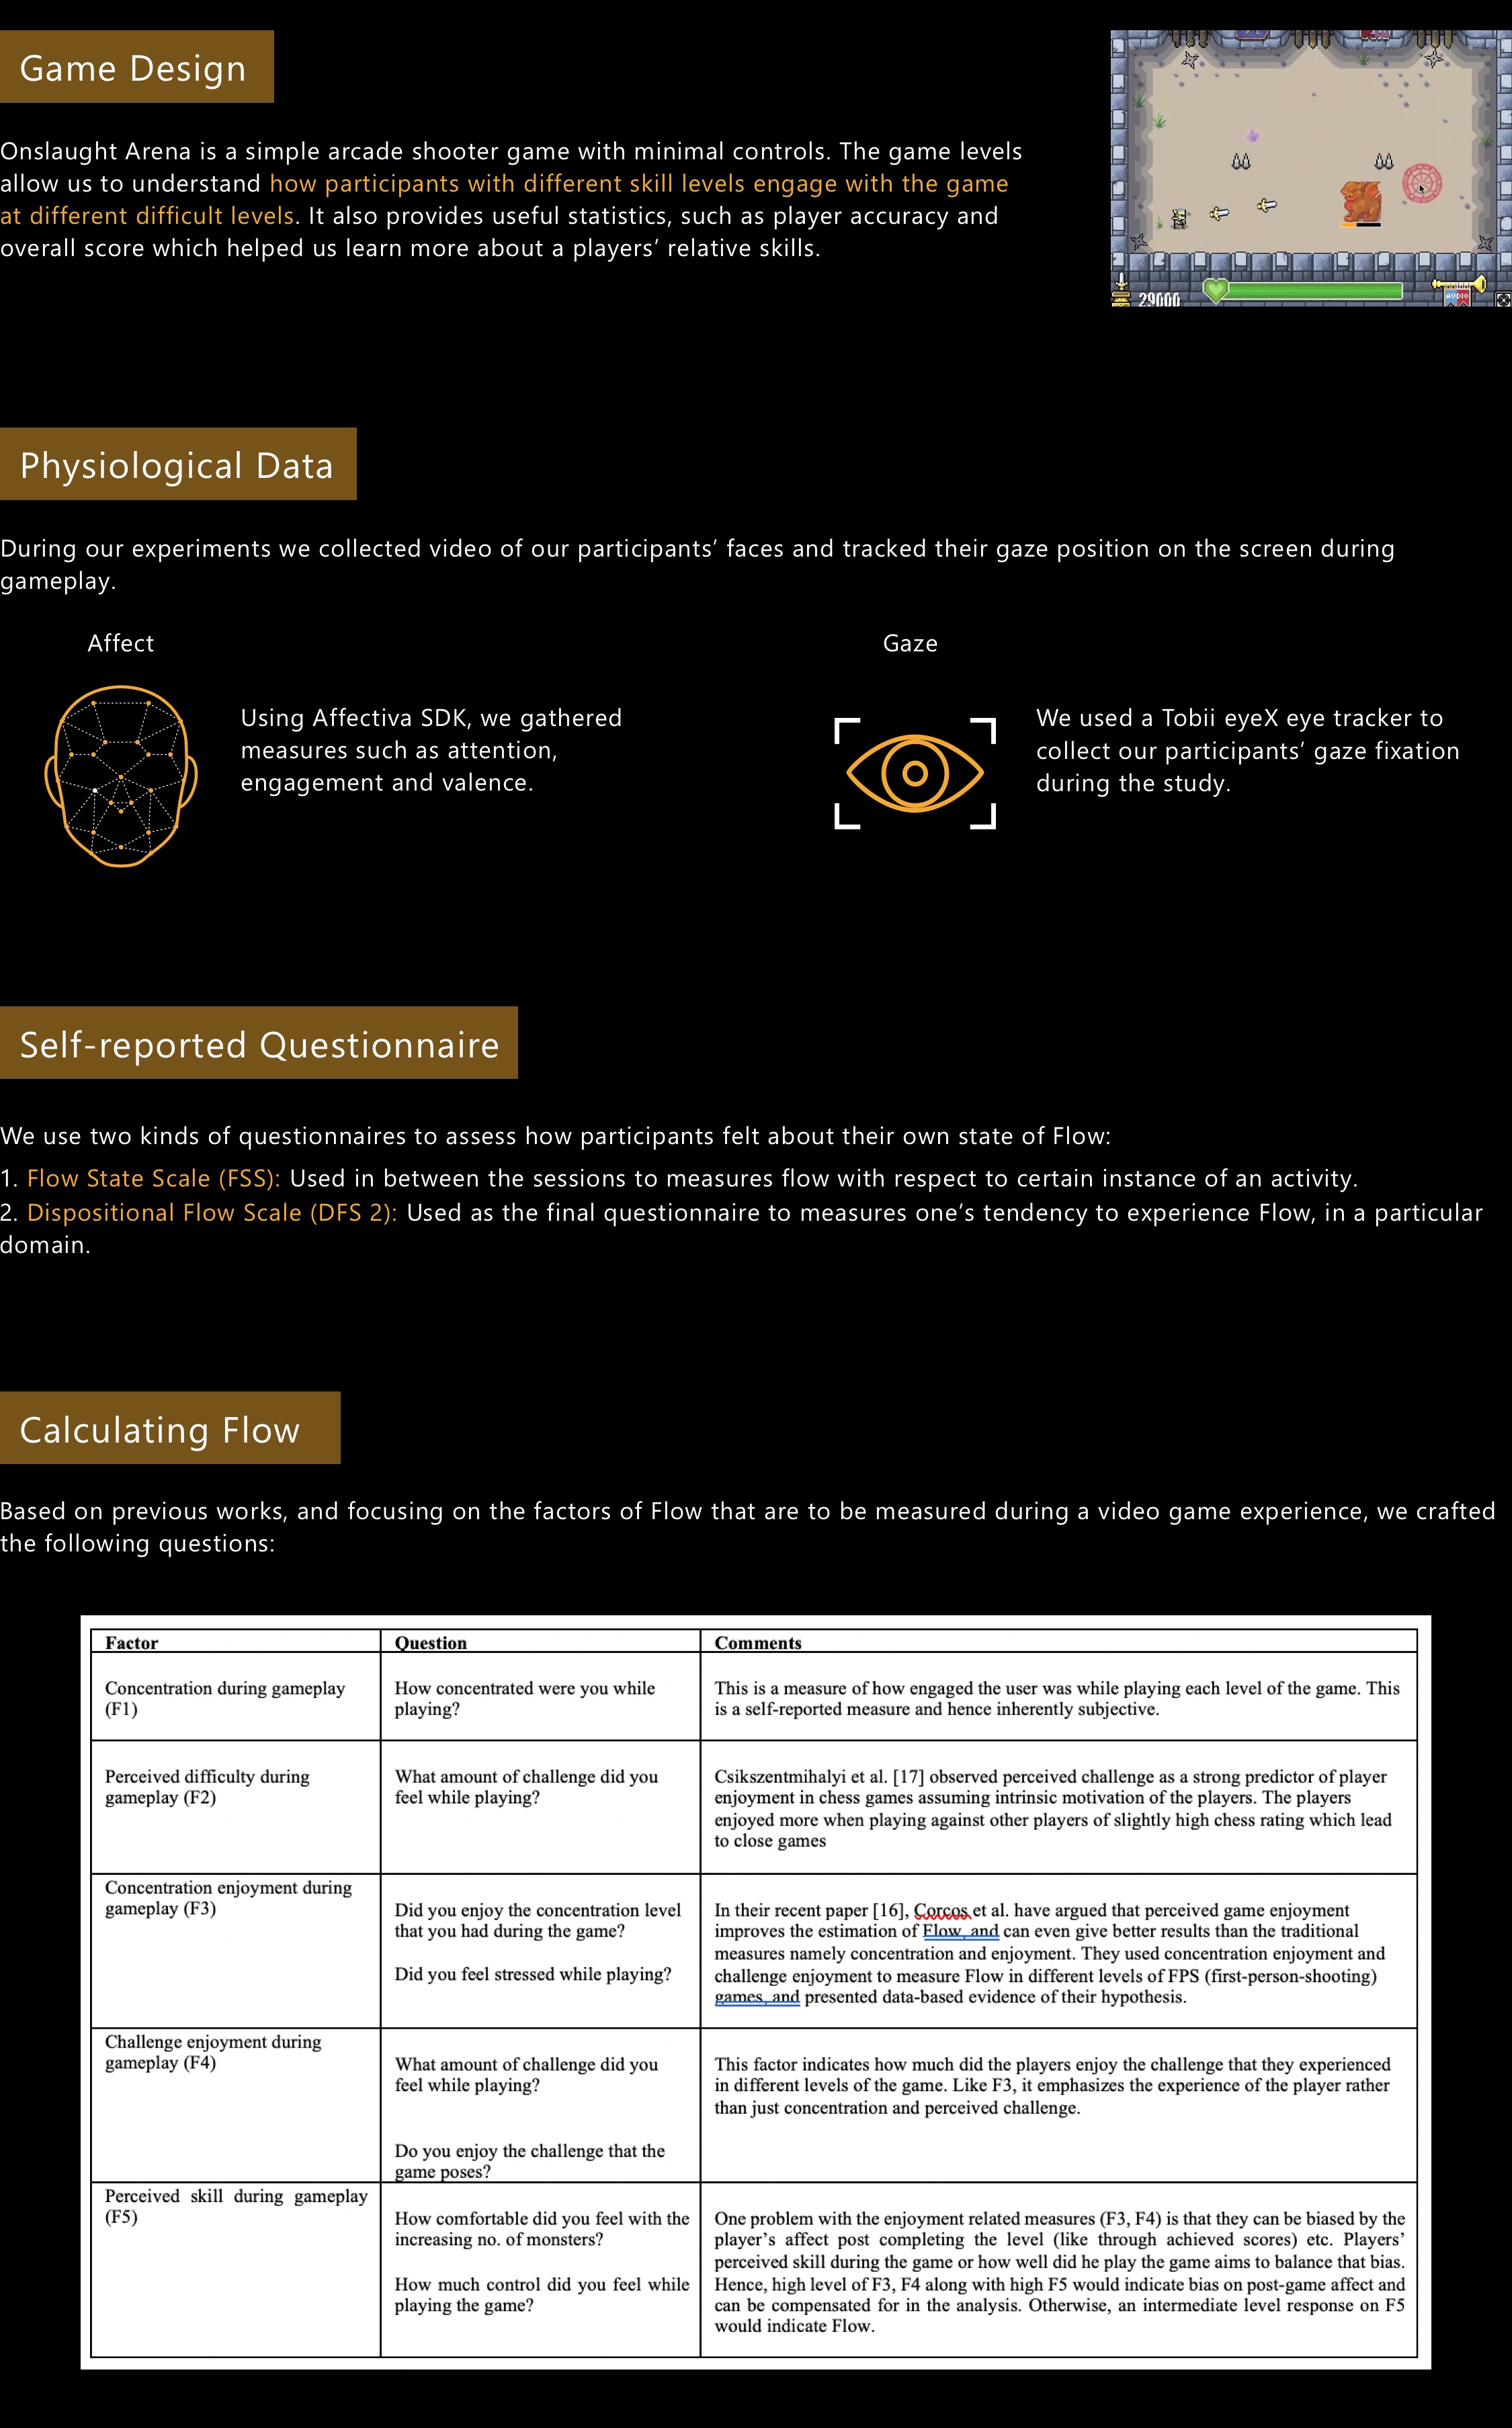 Game Design
Onslaught Arena is a simple arcade shooter game with minimal controls. The game levels
allow us to understand how participants with different skill levels engage with the game
at different difficult levels. It also provides useful statistics, such as player accuracy and
overall score which helped us learn more about a players’ relative skills.
29000
AUDIO
Physiological Data
During our experiments we collected video of our participants’ faces and tracked their gaze position on the screen during
gameplay.
Affect
Using Affectiva SDK, we gathered
measures such as attention,
engagement and valence.
Gaze
We used a Tobii eyeX eye tracker to
collect our participants’ gaze fixation
during the study.
Self-reported Questionnaire
We use two kinds of questionnaires to assess how participants felt about their own state of Flow:
1. Flow State Scale (FSS): Used in between the sessions to measures flow with respect to certain instance of an activity.
2. Dispositional Flow Scale (DFS 2): Used as the final questionnaire to measures one’s tendency to experience Flow, in a particular
domain.
Calculating Flow
Based on previous works, and focusing on the factors of Flow that are to be measured during a video game experience, we crafted
the following questions:
Factor
Question
Comments
Concentration during gameplay
(F1)
How concentrated were you while
playing?
This is a measure of how engaged the user was while playing each level of the game. This
is a self-reported measure and hence inherently subjective.
Perceived difficulty during
gameplay (F2)
What amount of challenge did you
feel while playing?
Csikszentmihalyi et al. [17] observed perceived challenge as a strong predictor of player
enjoyment in chess games assuming intrinsic motivation of the players. The players
enjoyed more when playing against other players of slightly high chess rating which lead
to close games
Concentration enjoyment during
gameplay (F3)
Did you enjoy the concentration level
that you had during the game?
Did you feel stressed while playing?
In their recent paper [16], Corcos et al. have argued that perceived game enjoyment
improves the estimation of Flow, and can even give better results than the traditional
measures namely concentration and enjoyment. They used concentration enjoyment and
challenge enjoyment to measure Flow in different levels of FPS (first-person-shooting)
games, and presented data-based evidence of their hypothesis.
Challenge enjoyment during
gameplay (F4)
What amount of challenge did you
feel while playing?
Do you enjoy the challenge that the
game poses?
This factor indicates how much did the players enjoy the challenge that they experienced
in different levels of the game. Like F3, it emphasizes the experience of the player rather
than just concentration and perceived challenge.
Perceived skill during gameplay
(F5)
How comfortable did you feel with the
increasing no. of monsters?
How much control did you feel while
playing the game?
One problem with the enjoyment related measures (F3, F4) is that they can be biased by the
player’s affect post completing the level (like through achieved scores) etc. Players’
perceived skill during the game or how well did he play the game aims to balance that bias.
Hence, high level of F3, F4 along with high F5 would indicate bias on post-game affect and
can be compensated for in the analysis. Otherwise, an intermediate level response on F5
would indicate Flow.